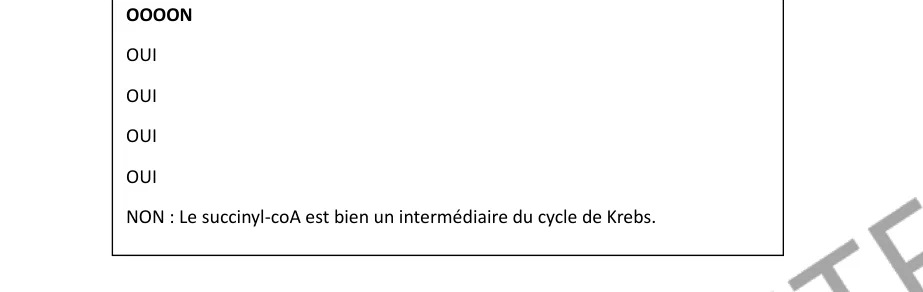 OOOON
OUI
OUI
OUI
OUI
NON : Le succinyl-coA est bien un intermédiaire du cycle de Krebs.